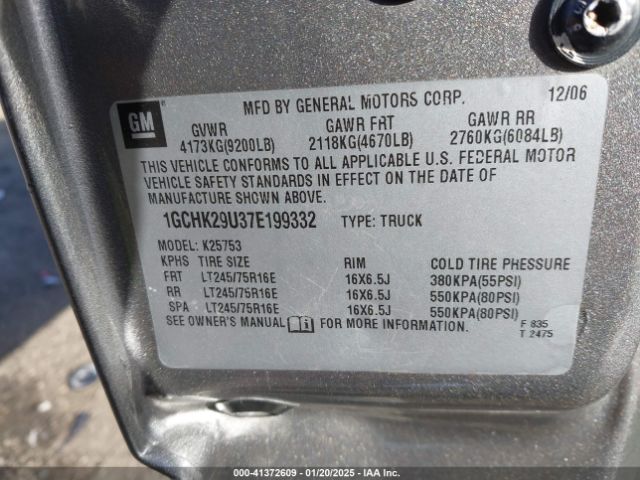 MFD BY GENERAL MOTORS CORP. 12/06
GM
GVWR GAWR FRT GAWR RR
4173KG(9200LB) 2118KG(4670LB) 2760KG(6084LB)
THIS VEHICLE CONFORMS TO ALL APPLICABLE U.S. FEDERAL MOTOR
VEHICLE SAFETY STANDARDS IN EFFECT ON THE DATE OF
MANUFACTURE SHOWN ABOVE.
1GCHK29U37E199332 TYPE: TRUCK
MODEL: K25753
KPHS TIRE SIZE RIM COLD TIRE PRESSURE
FRT LT245/75R16E 16X6.5J 380KPA(55PSI)
RR LT245/75R16E 16X6.5J 550KPA(80PSI)
SPA LT245/75R16E 16X6.5J 550KPA(80PSI)
SEE OWNER'S MANUAL FOR MORE INFORMATION.
F 835
T 2475
000-41372609 | 01/20/2025 - IAA Inc.